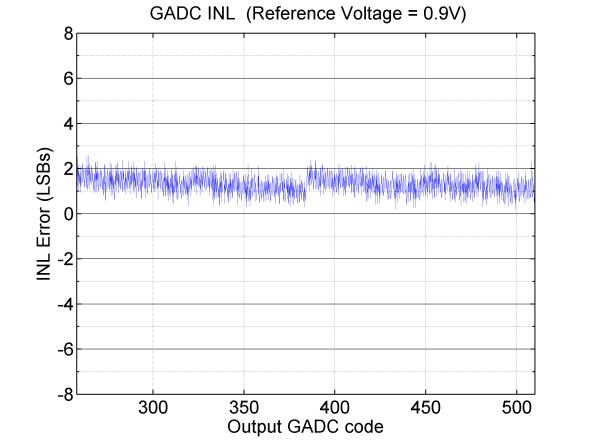 GADC INL (Reference Voltage = 0.9V)
8
6
4
2
0
-2
-4
-6
-8
INL Error (LSBs)
300 350 400 450 500
Output GADC code